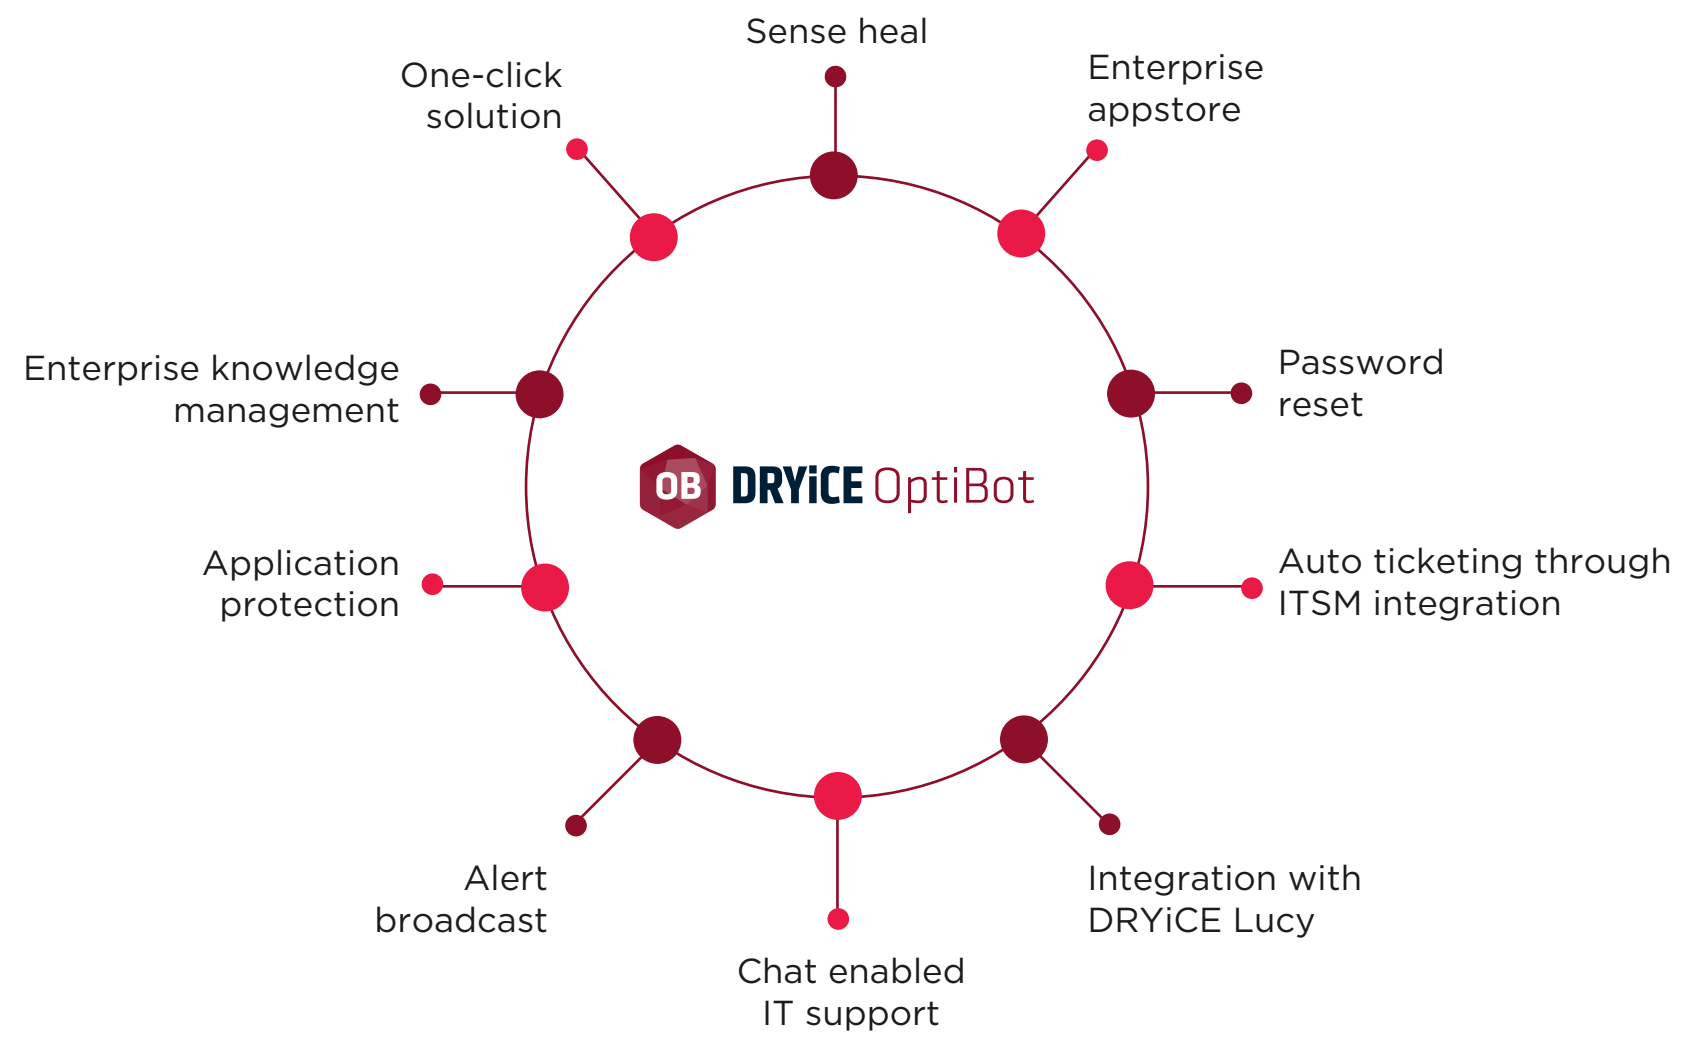 Sense heal
Enterprise
appstore
Password
reset
Auto ticketing through
ITSM integration
Integration with
DRYiCE Lucy
Chat enabled
IT support
Alert
broadcast
Application
protection
Enterprise knowledge
management
One-click
solution
OB DRYiCE OptiBot